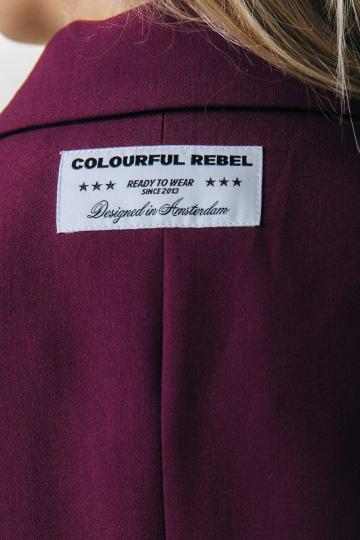 COLOURFUL REBEL
★★★ READY TO WEAR ★★★
SINCE 2013
Designed in Amsterdam